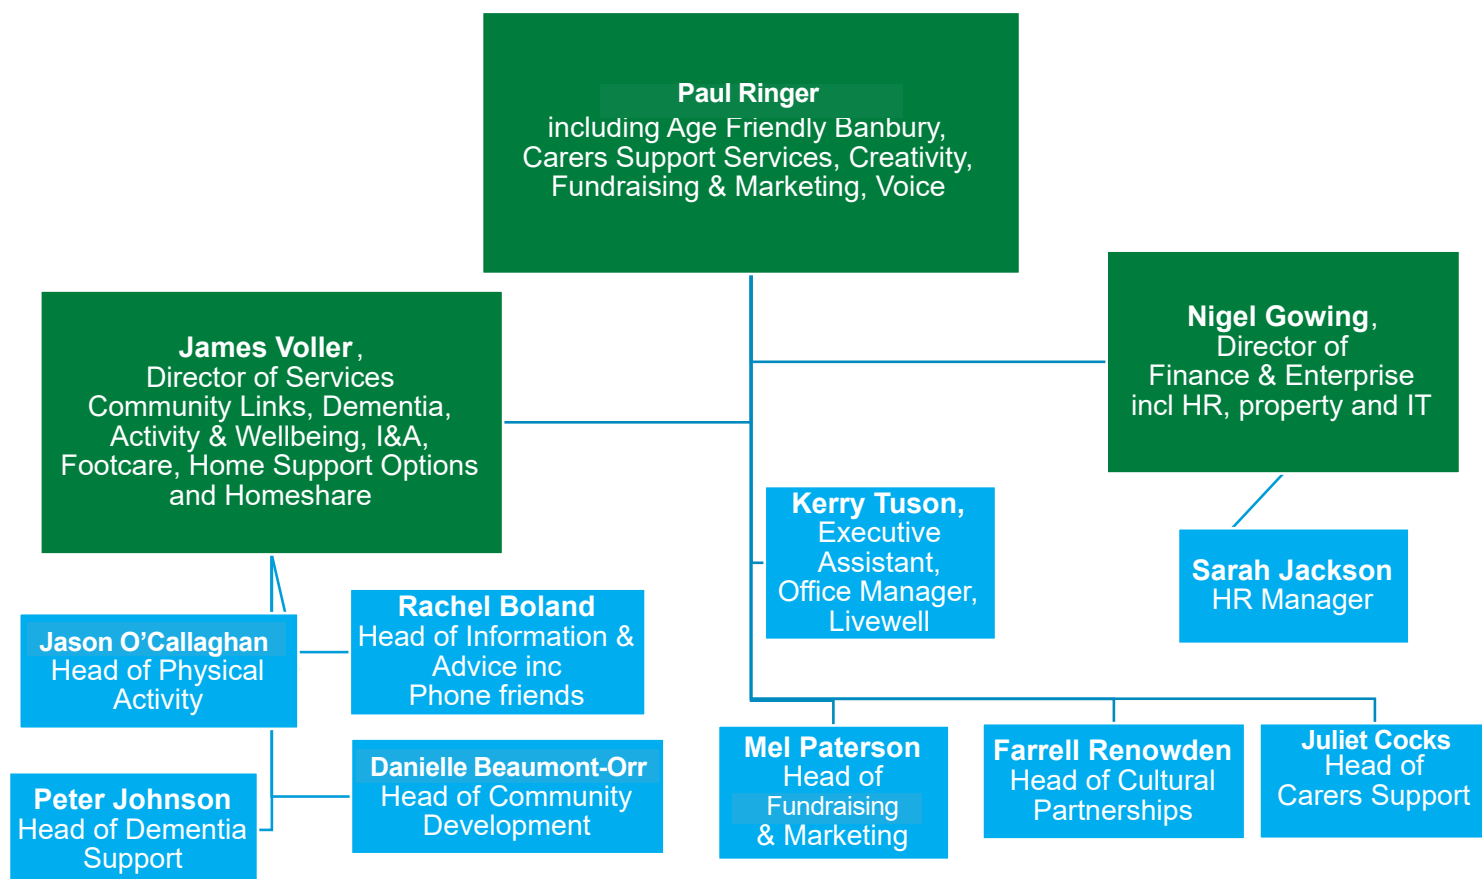 Paul Ringer
including Age Friendly Banbury,
Carers Support Services, Creativity,
Fundraising & Marketing, Voice
James Voller,
Director of Services
Community Links, Dementia,
Activity & Wellbeing, I&A,
Footcare, Home Support Options
and Homeshare
Nigel Gowing,
Director of
Finance & Enterprise
incl HR, property and IT
Kerry Tuson,
Executive
Assistant,
Office Manager,
Livewell
Sarah Jackson
HR Manager
Jason O’Callaghan
Head of Physical
Activity
Rachel Boland
Head of Information &
Advice inc
Phone friends
Peter Johnson
Head of Dementia
Support
Danielle Beaumont-Orr
Head of Community
Development
Mel Paterson
Head of
Fundraising
& Marketing
Farrell Renowden
Head of Cultural
Partnerships
Juliet Cocks
Head of
Carers Support